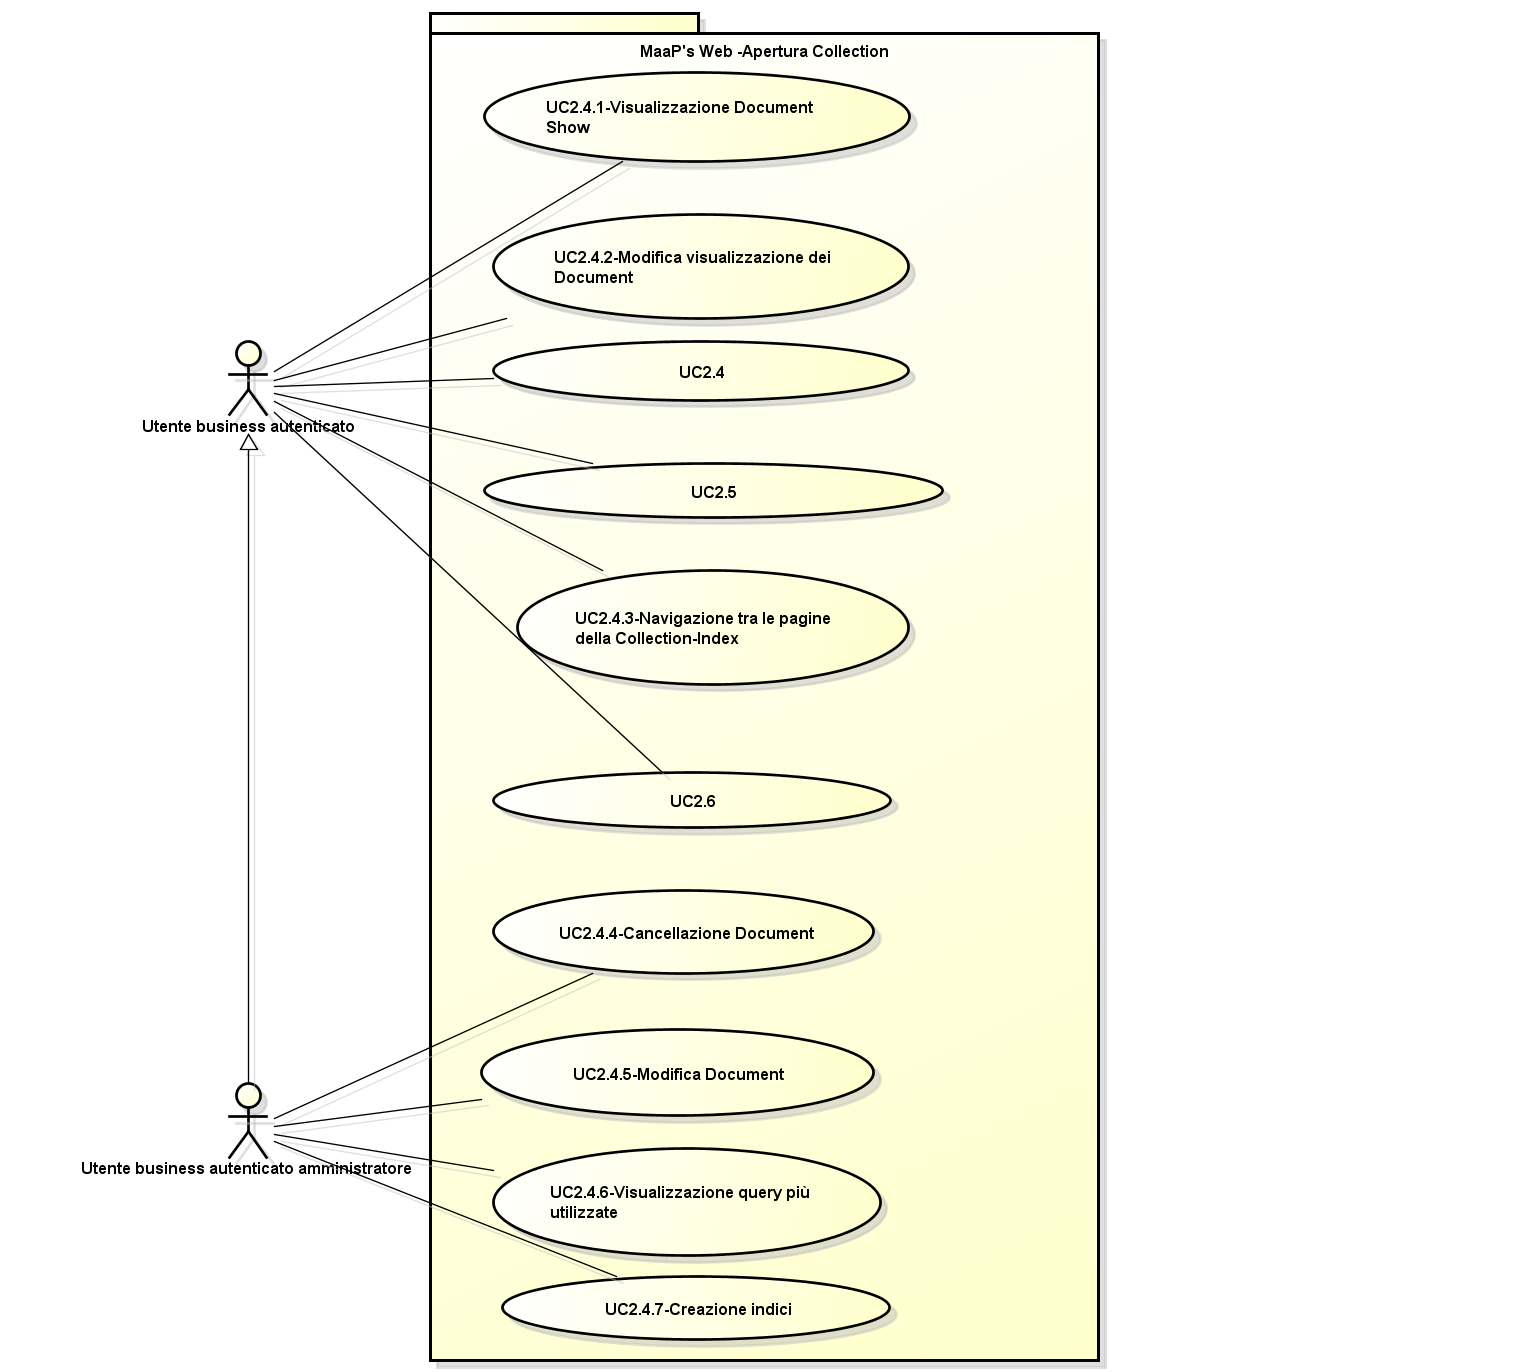 MaaP's Web -Apertura Collection
UC2.4.1-Visualizzazione Document
Show
UC2.4.2-Modifica visualizzazione dei
Document
UC2.4
Utente business autenticato
UC2.5
UC2.4.3-Navigazione tra le pagine
della Collection-Index
UC2.6
UC2.4.4-Cancellazione Document
UC2.4.5-Modifica Document
Utente business autenticato amministratore
UC2.4.6-Visualizzazione query più
utilizzate
UC2.4.7-Creazione indici